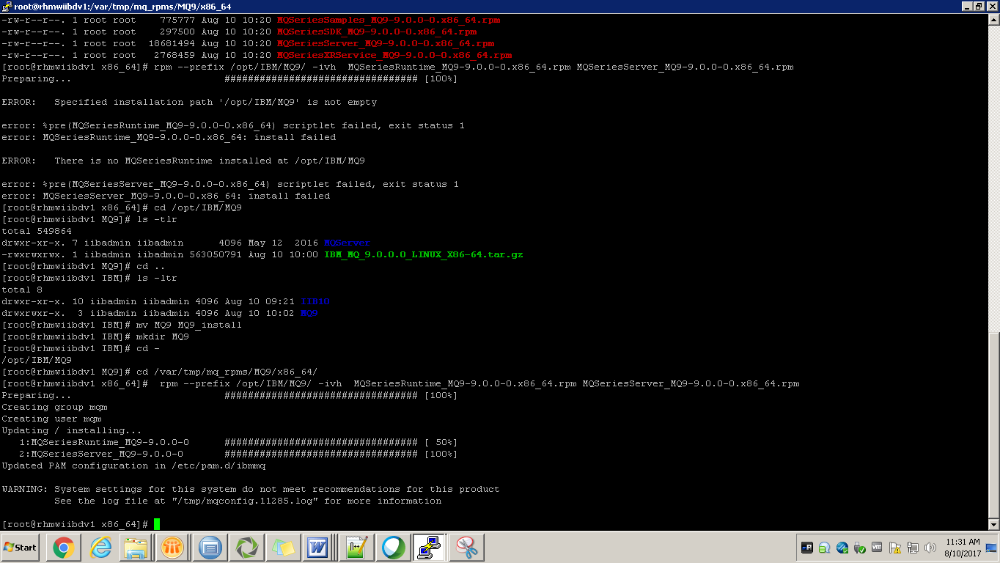 root@rhmwiibdv1:/var/tmp/mq_rpms/MQ9/x86_64
-rw-r--r--. 1 root root    775777 Aug 10 10:20 MQSeriesSamples_MQ9-9.0.0-0.x86_64.rpm
-rw-r--r--. 1 root root    297500 Aug 10 10:20 MQSeriesSDK_MQ9-9.0.0-0.x86_64.rpm
-rw-r--r--. 1 root root  18681494 Aug 10 10:20 MQSeriesServer_MQ9-9.0.0-0.x86_64.rpm
-rw-r--r--. 1 root root   2768459 Aug 10 10:20 MQSeriesXRService_MQ9-9.0.0-0.x86_64.rpm
[root@rhmwiibdv1 x86_64]# rpm --prefix /opt/IBM/MQ9/ -ivh  MQSeriesRuntime_MQ9-9.0.0-0.x86_64.rpm MQSeriesServer_MQ9-9.0.0-0.x86_64.rpm
Preparing...                          ################################# [100%]
ERROR:   Specified installation path '/opt/IBM/MQ9' is not empty
error: %pre(MQSeriesRuntime_MQ9-9.0.0-0.x86_64) scriptlet failed, exit status 1
error: MQSeriesRuntime_MQ9-9.0.0-0.x86_64: install failed
ERROR:   There is no MQSeriesRuntime installed at /opt/IBM/MQ9
error: %pre(MQSeriesServer_MQ9-9.0.0-0.x86_64) scriptlet failed, exit status 1
error: MQSeriesServer_MQ9-9.0.0-0.x86_64: install failed
[root@rhmwiibdv1 x86_64]# cd /opt/IBM/MQ9
[root@rhmwiibdv1 MQ9]# ls -tlr
total 549864
drwxr-xr-x. 7 iibadmin iibadmin      4096 May 12  2016 MQServer
-rwxrwxrwx. 1 iibadmin iibadmin 563050791 Aug 10 10:00 IBM_MQ_9.0.0.0_LINUX_X86-64.tar.gz
[root@rhmwiibdv1 MQ9]# cd ..
[root@rhmwiibdv1 IBM]# ls -ltr
total 8
drwxr-xr-x. 10 iibadmin iibadmin 4096 Aug 10 09:21 IIB10
drwxrwxr-x.  3 iibadmin iibadmin 4096 Aug 10 10:02 MQ9
[root@rhmwiibdv1 IBM]# mv MQ9 MQ9_install
[root@rhmwiibdv1 IBM]# mkdir MQ9
[root@rhmwiibdv1 IBM]# cd -
/opt/IBM/MQ9
[root@rhmwiibdv1 MQ9]# cd /var/tmp/mq_rpms/MQ9/x86_64/
[root@rhmwiibdv1 x86_64]#  rpm --prefix /opt/IBM/MQ9/ -ivh  MQSeriesRuntime_MQ9-9.0.0-0.x86_64.rpm MQSeriesServer_MQ9-9.0.0-0.x86_64.rpm
Preparing...                          ################################# [100%]
Creating group mqm
Creating user mqm
Updating / installing...
   1:MQSeriesRuntime_MQ9-9.0.0-0      ################################# [ 50%]
   2:MQSeriesServer_MQ9-9.0.0-0       ################################# [100%]
Updated PAM configuration in /etc/pam.d/ibmmq
WARNING: System settings for this system do not meet recommendations for this product
         See the log file at "/tmp/mqconfig.11285.log" for more information
[root@rhmwiibdv1 x86_64]#
Start
11:31 AM
8/10/2017